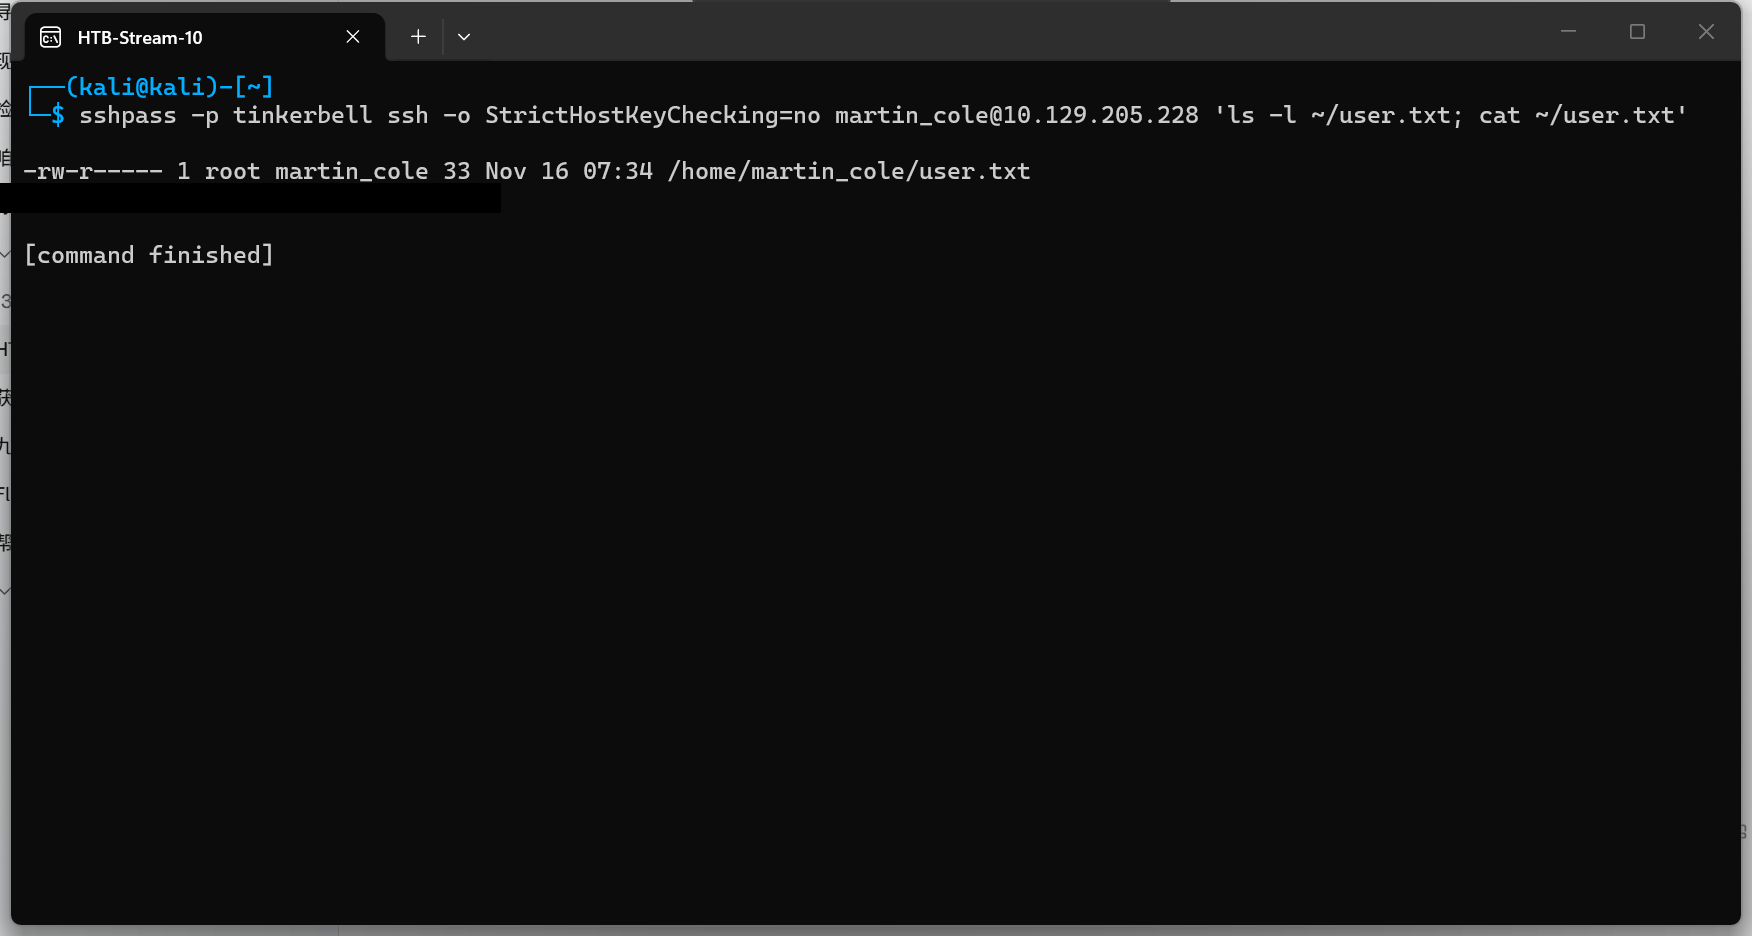 HTB-Stream-10
┌──(kali@kali)-[~]
└─$ sshpass -p tinkerbell ssh -o StrictHostKeyChecking=no martin_cole@10.129.205.228 'ls -l ~/user.txt; cat ~/user.txt'
-rw-r----- 1 root martin_cole 33 Nov 16 07:34 /home/martin_cole/user.txt
[command finished]